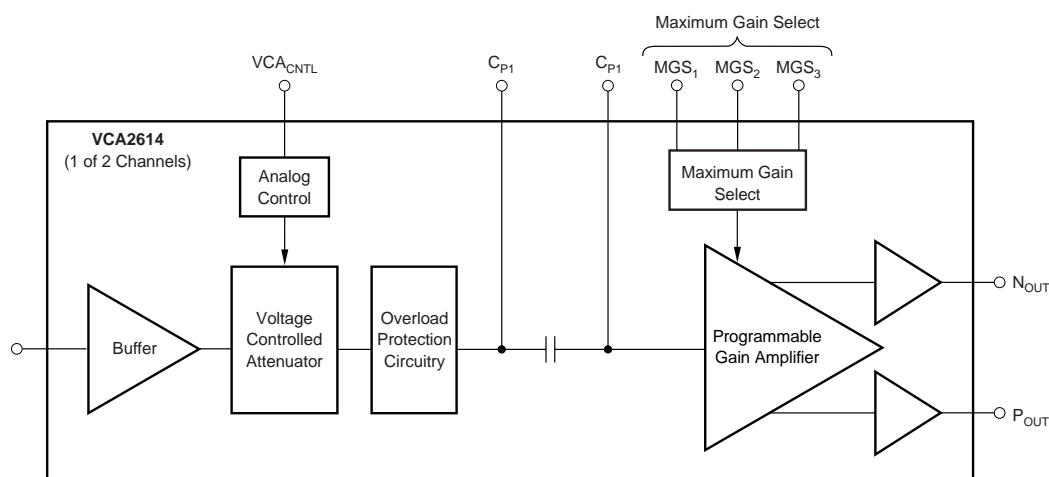 Maximum Gain Select
VCA_CNTL
C_P1
C_P1
MGS_1
MGS_2
MGS_3
VCA2614
(1 of 2 Channels)
Analog
Control
Maximum Gain
Select
Buffer
Voltage
Controlled
Attenuator
Overload
Protection
Circuitry
Programmable
Gain Amplifier
N_OUT
P_OUT